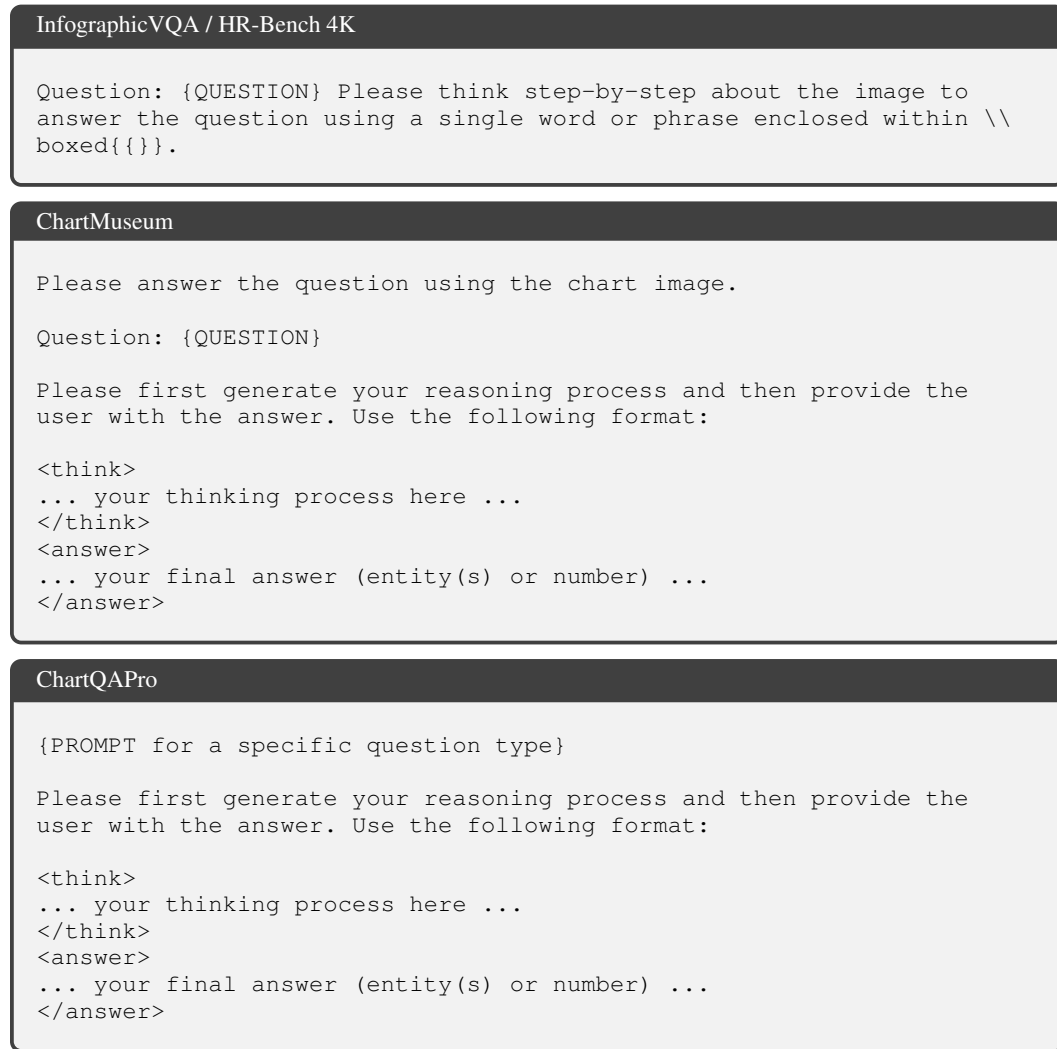 InfographicVQA / HR-Bench 4K
Question: {QUESTION} Please think step-by-step about the image to
answer the question using a single word or phrase enclosed within \\
boxed{{}}.
ChartMuseum
Please answer the question using the chart image.
Question: {QUESTION}
Please first generate your reasoning process and then provide the
user with the answer. Use the following format:
<think>
... your thinking process here ...
</think>
<answer>
... your final answer (entity(s) or number) ...
</answer>
ChartQAPro
{PROMPT for a specific question type}
Please first generate your reasoning process and then provide the
user with the answer. Use the following format:
<think>
... your thinking process here ...
</think>
<answer>
... your final answer (entity(s) or number) ...
</answer>